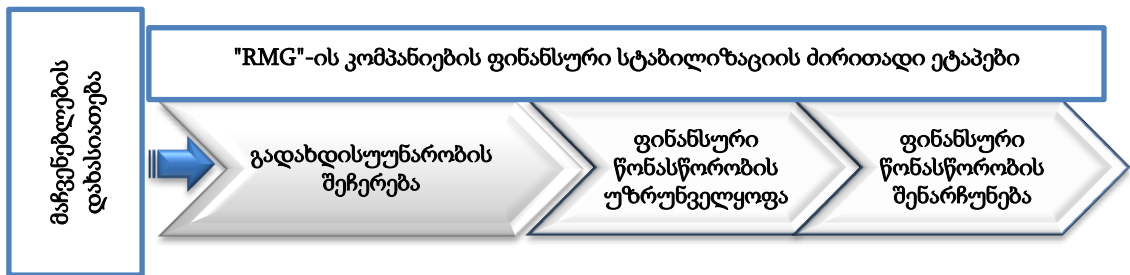 მაჩვენებლების
დახასიათება
"RMG"-ის კომპანიების ფინანსური სტაბილიზაციის ძირითადი ეტაპები
გადახდისუუნარობის
შეჩერება
ფინანსური
წონასწორობის
უზრუნველყოფა
ფინანსური
წონასწორობის
შენარჩუნება